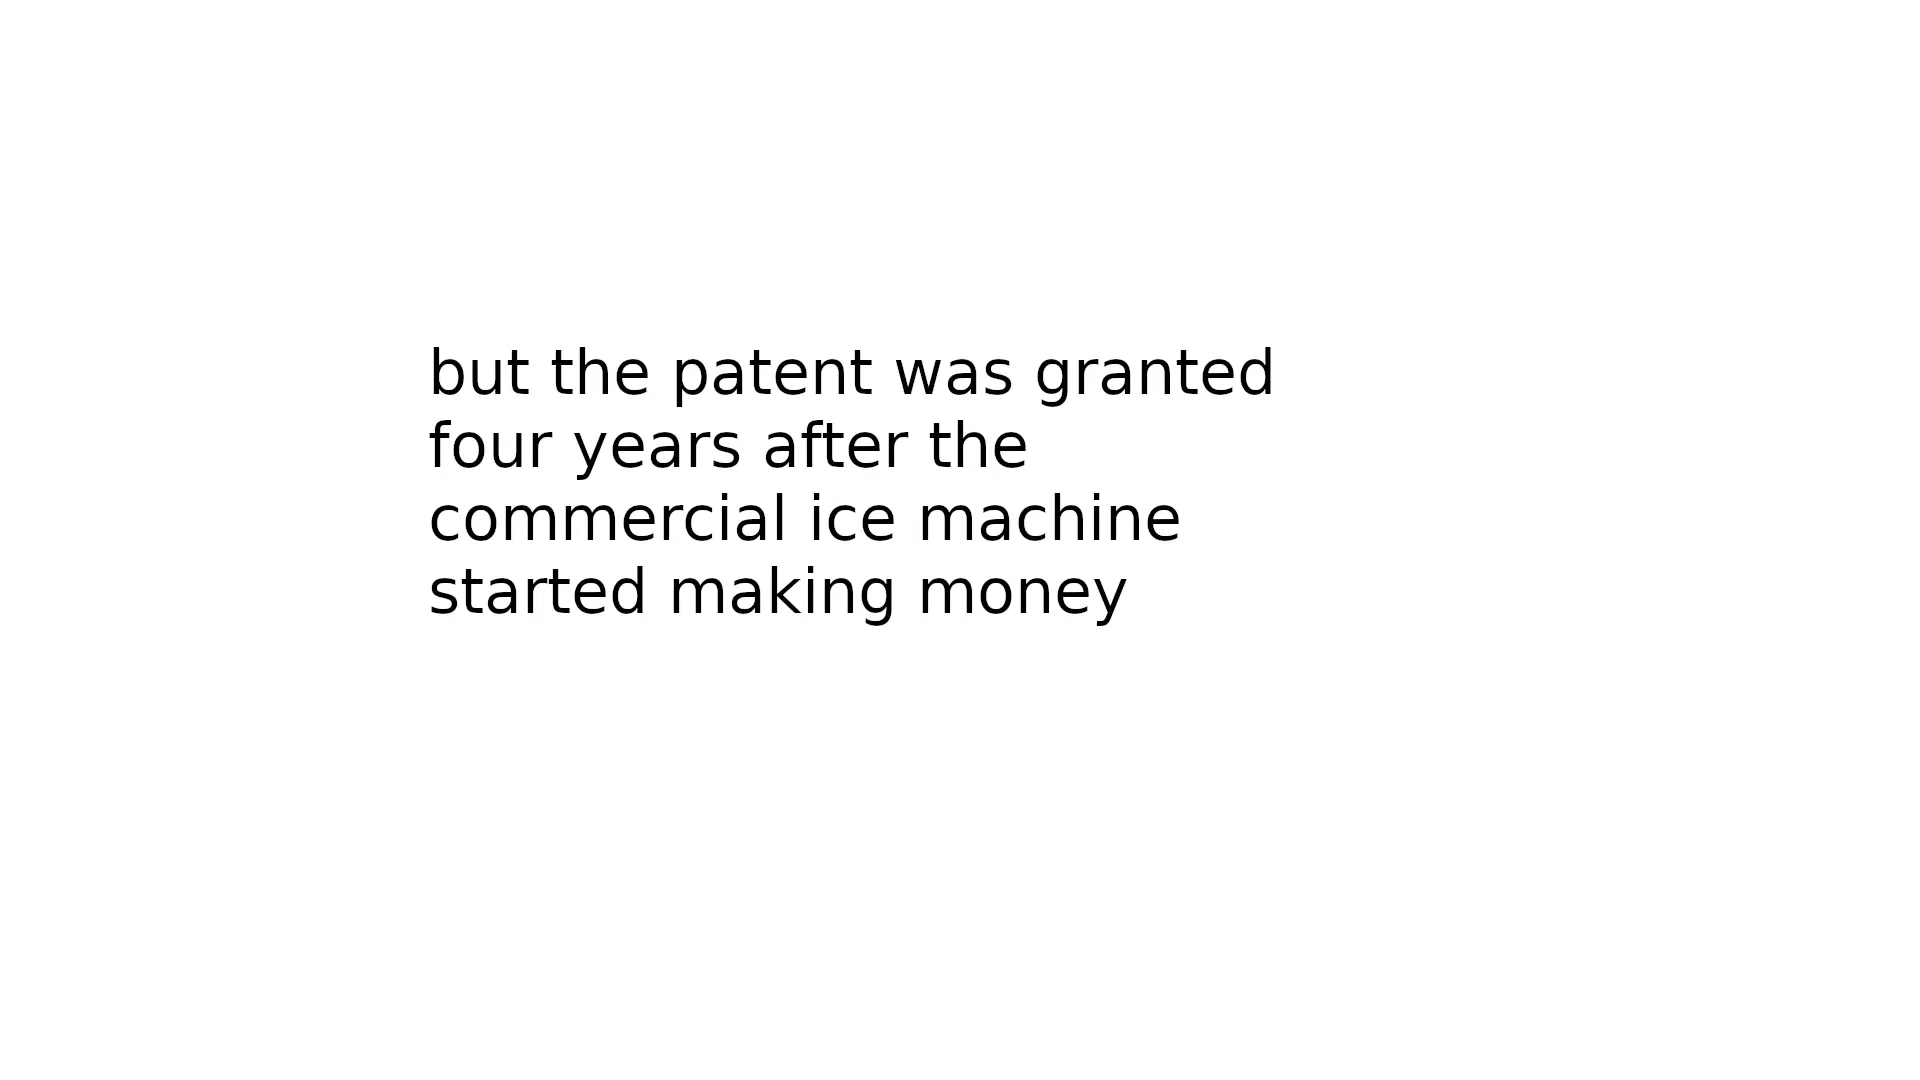 but the patent was granted
four years after the
commercial ice machine
started making money